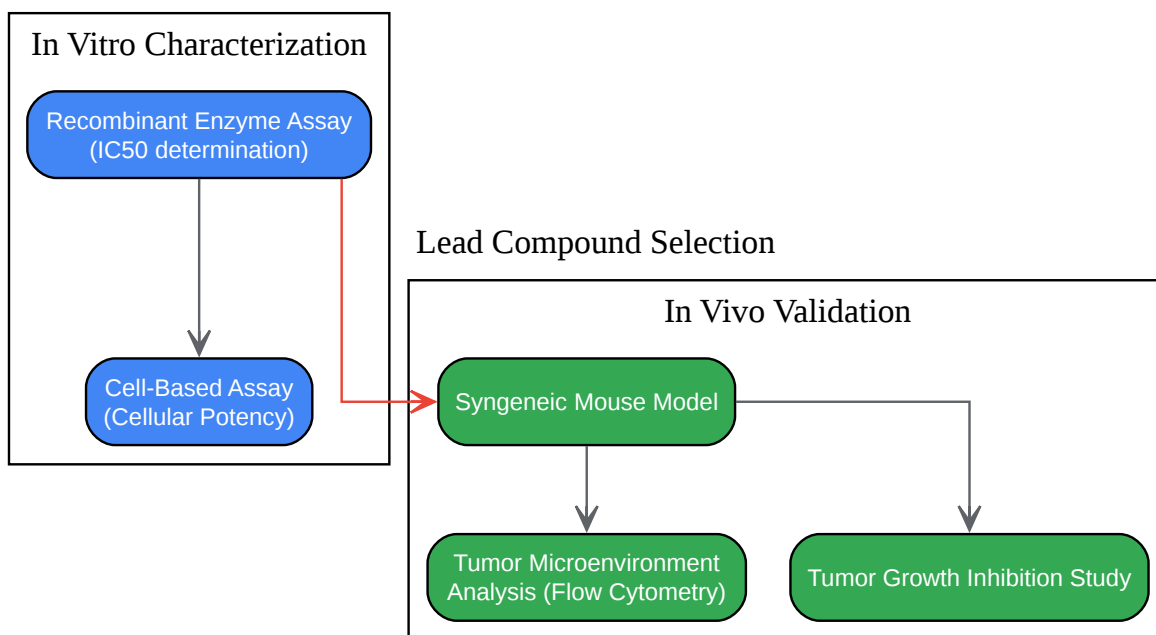 In Vitro Characterization
Recombinant Enzyme Assay
(IC50 determination)
Lead Compound Selection
In Vivo Validation
Cell-Based Assay
(Cellular Potency)
Syngeneic Mouse Model
Tumor Microenvironment
Analysis (Flow Cytometry)
Tumor Growth Inhibition Study